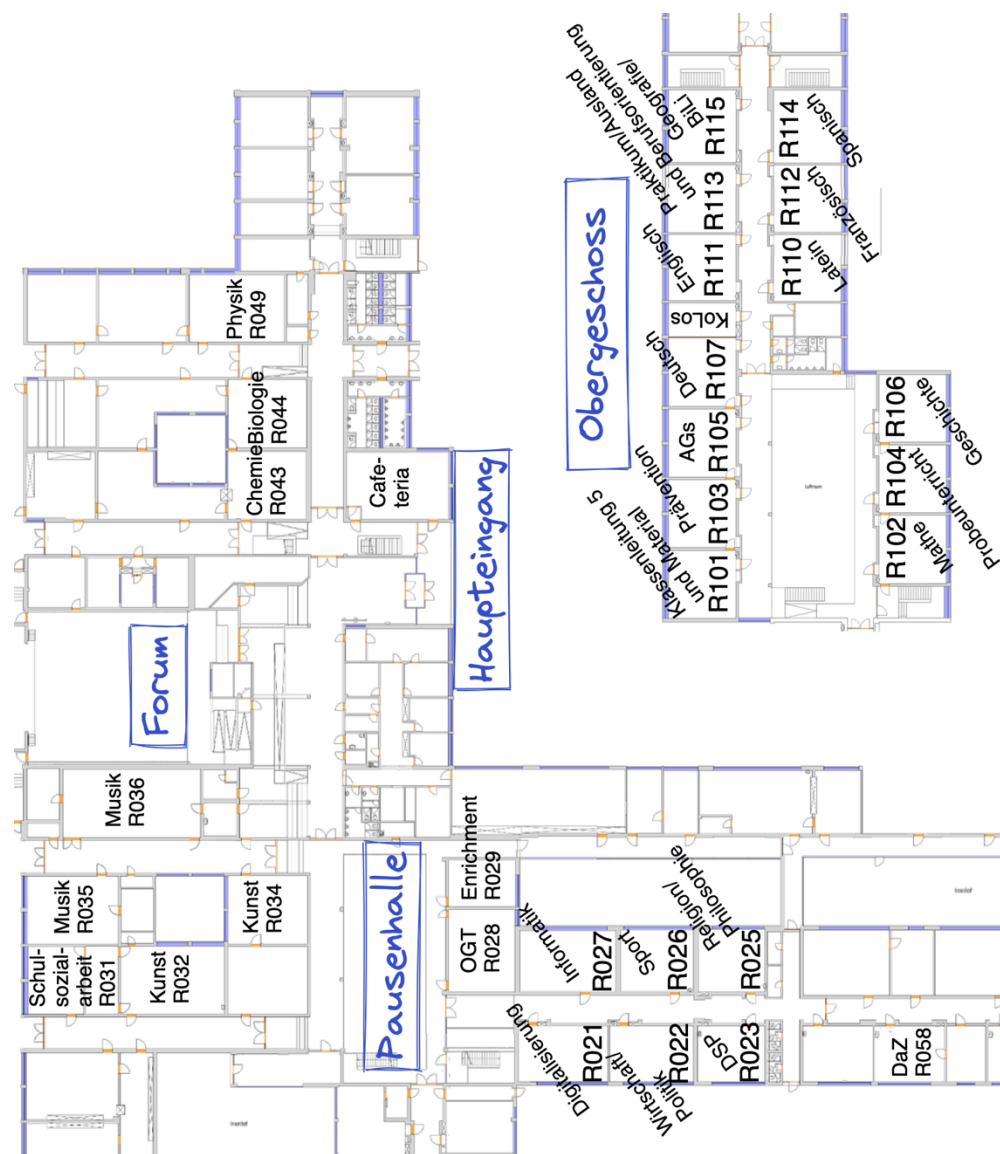 Physik
R049
ChemieBiologie
R043 R044
Cafe-
teria
Haupteingang
Forum
Musik
R036
Musik
R035
Kunst
R034
Schul-
sozial-
arbeit
R031
Kunst
R032
Pausenhalle
Enrichment
R029
OGT
R028
Informatik
R027
Sport
R026
Religion/
Philosophie
R025
Digitalisierung
R021
Wirtschaft/
Politik
R022
DSP
R023
DaZ
R058
Obergeschoss
Geografie/
BiLi
R115
Spanisch
R114
Praktikum/Ausland
und Berufsorientierung
R113
Französisch
R112
Englisch
R111
Latein
R110
KoLos
Deutsch
R107
AGs
R105
Prävention
R103
Klassenleitung 5
und Material
R101
Luftraum
R106
Geschichte
R104
Probeunterricht
R102
Mathe